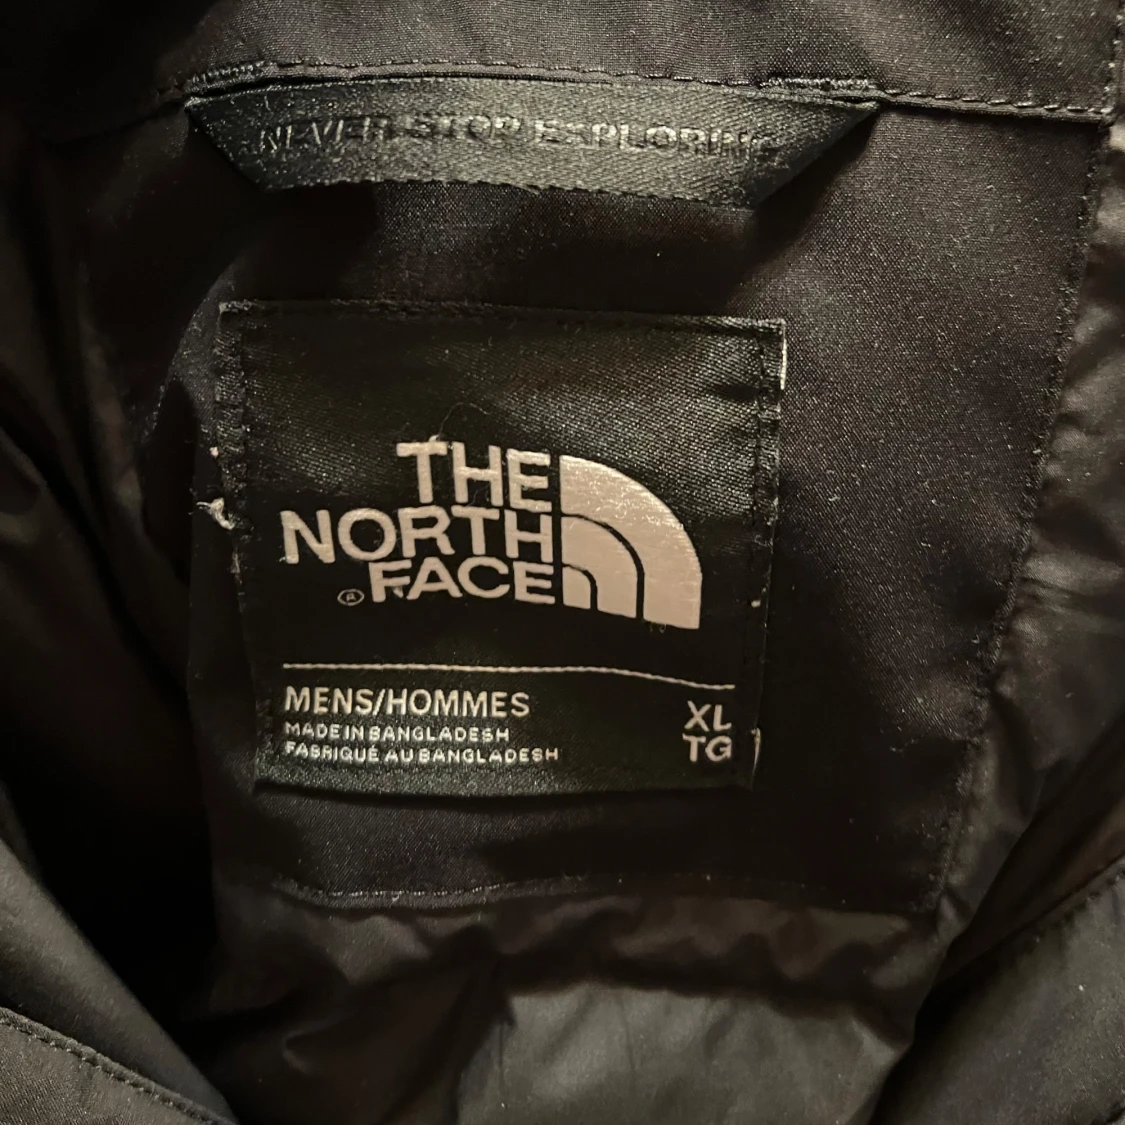 NEVER STOP EXPLORING
THE
NORTH
FACE
®
MENS/HOMMES
MADE IN BANGLADESH
FABRIQUÉ AU BANGLADESH
XL
TG